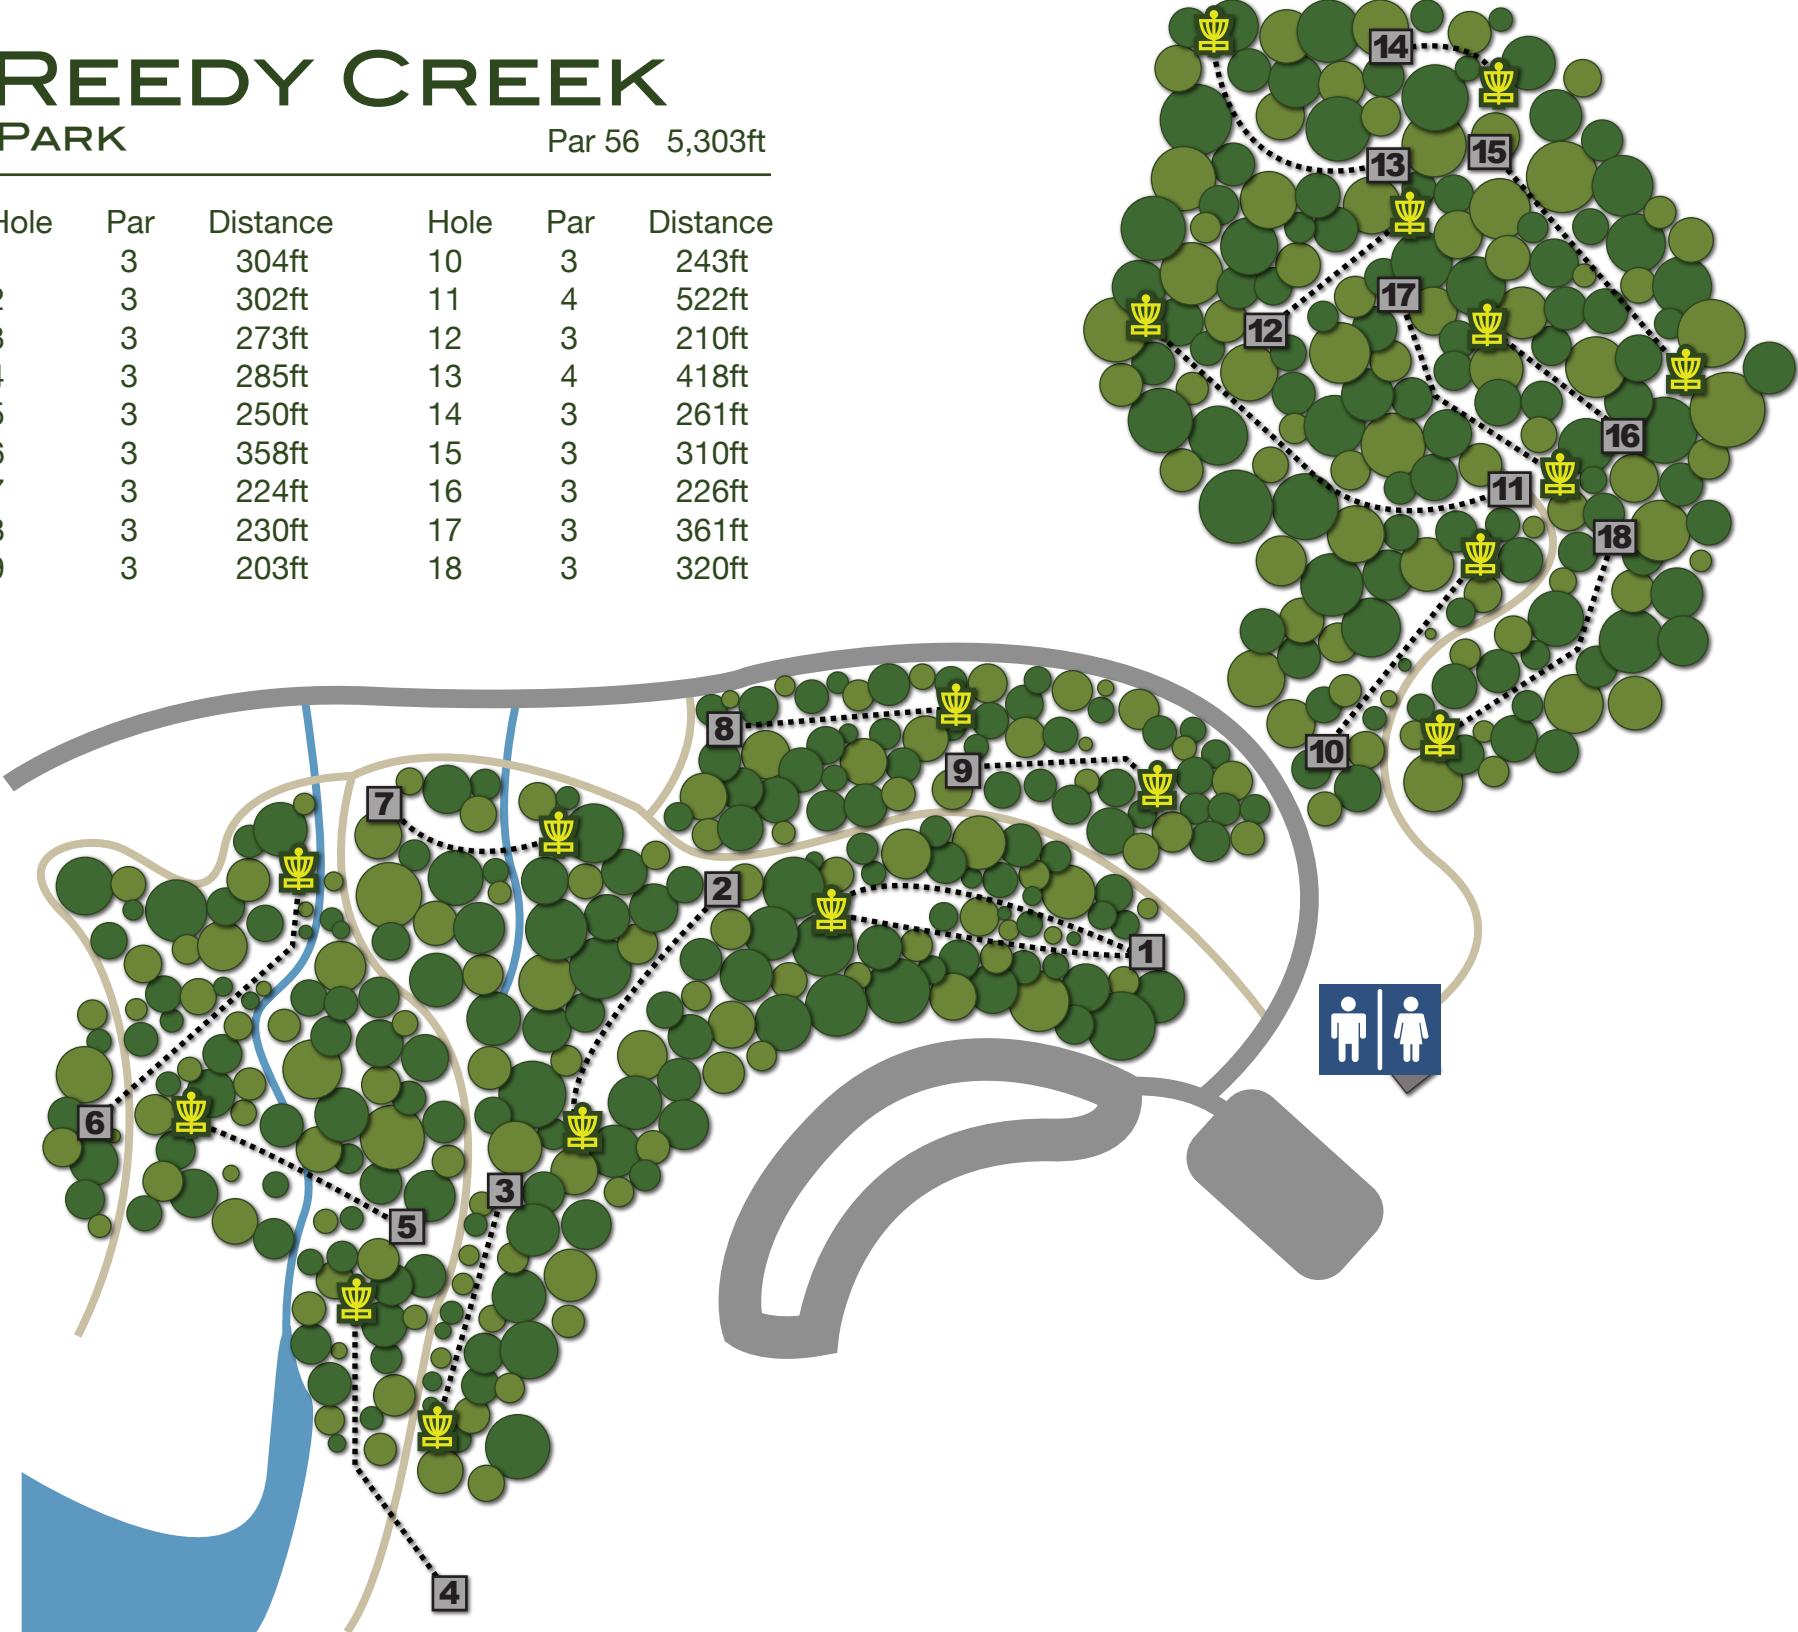 REEDY CREEK
PARK
Par 56 5,303ft
Hole Par Distance Hole Par Distance
3 304ft 10 3 243ft
3 302ft 11 4 522ft
3 273ft 12 3 210ft
3 285ft 13 4 418ft
3 250ft 14 3 261ft
3 358ft 15 3 310ft
3 224ft 16 3 226ft
3 230ft 17 3 361ft
3 203ft 18 3 320ft
14
15
13
17
12
16
11
18
8
10
9
7
2
1
6
3
5
4